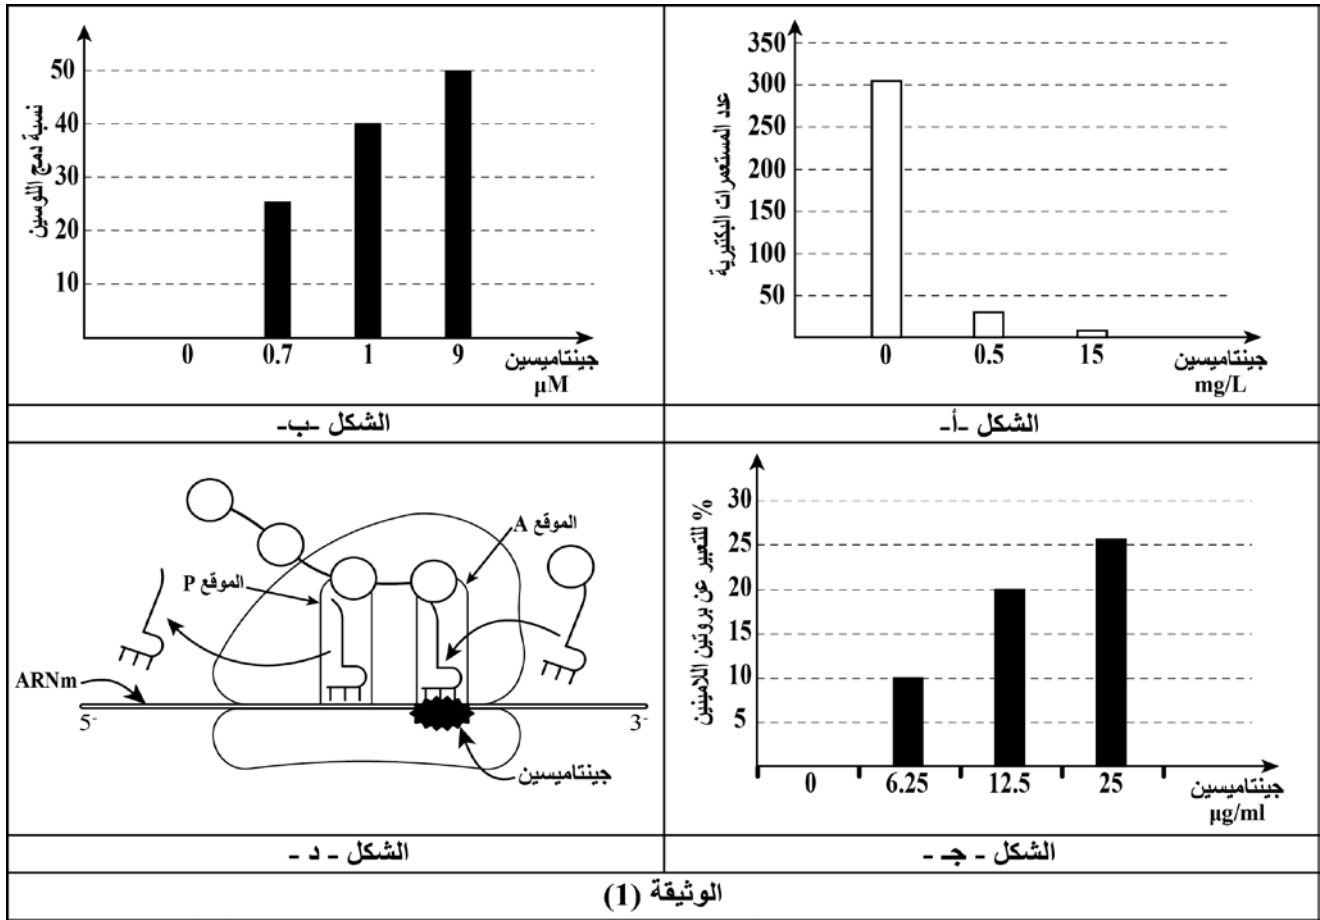 عدد المستعمرات البكتيرية
350
300
250
200
150
100
50
0
0.5
15
جينتاميسين
mg/L
الشكل -أ-
نسبة دمج اللوسين
50
40
30
20
10
0
0.7
1
9
جينتاميسين
µM
الشكل -ب-
% للتعبير عن بروتين اللامينين
30
25
20
15
10
5
0
6.25
12.5
25
جينتاميسين
µg/ml
الشكل - جـ -
الموقع A
الموقع P
ARNm
5-
3-
جينتاميسين
الشكل - د -
الوثيقة (1)